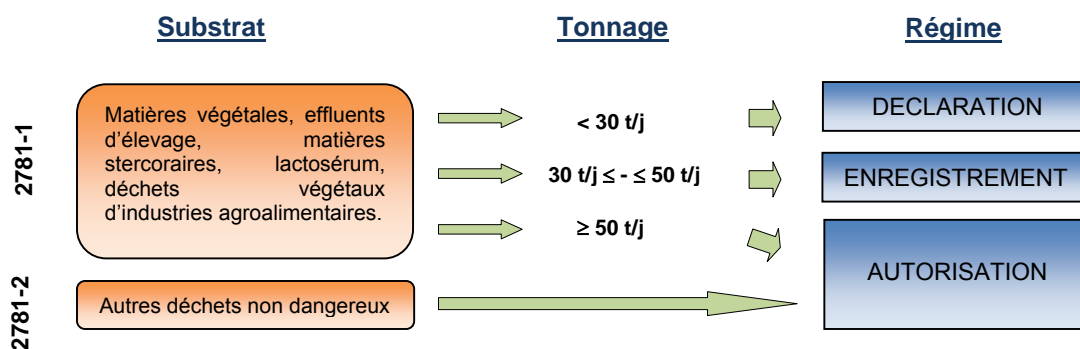 Substrat
Tonnage
Régime
2781-1
Matières végétales, effluents
d'élevage, matières
stercoraires, lactosérum,
déchets végétaux
d'industries agroalimentaires.
< 30 t/j
DECLARATION
30 t/j ≤ - ≤ 50 t/j
ENREGISTREMENT
≥ 50 t/j
AUTORISATION
2781-2
Autres déchets non dangereux